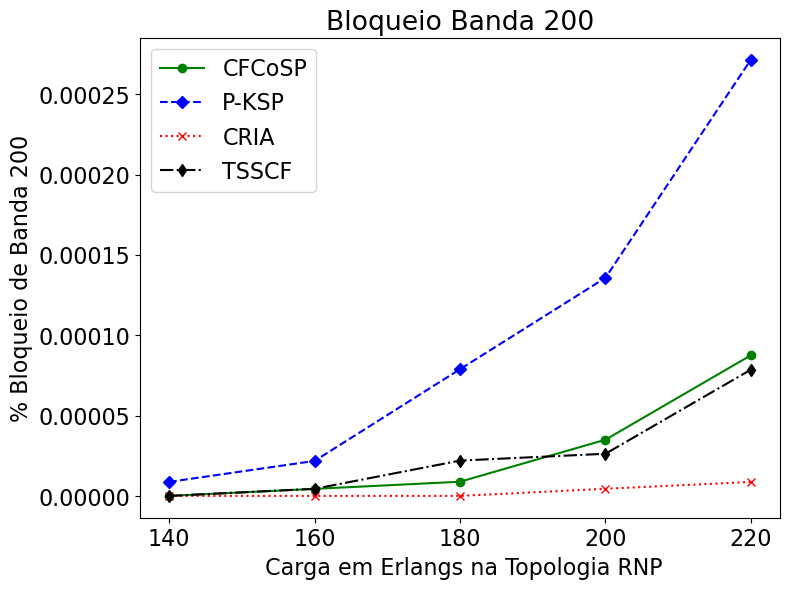 Bloqueio Banda 200
CFCoSP
P-KSP
CRIA
TSSCF
% Bloqueio de Banda 200
0.00025
0.00020
0.00015
0.00010
0.00005
0.00000
140 160 180 200 220
Carga em Erlangs na Topologia RNP